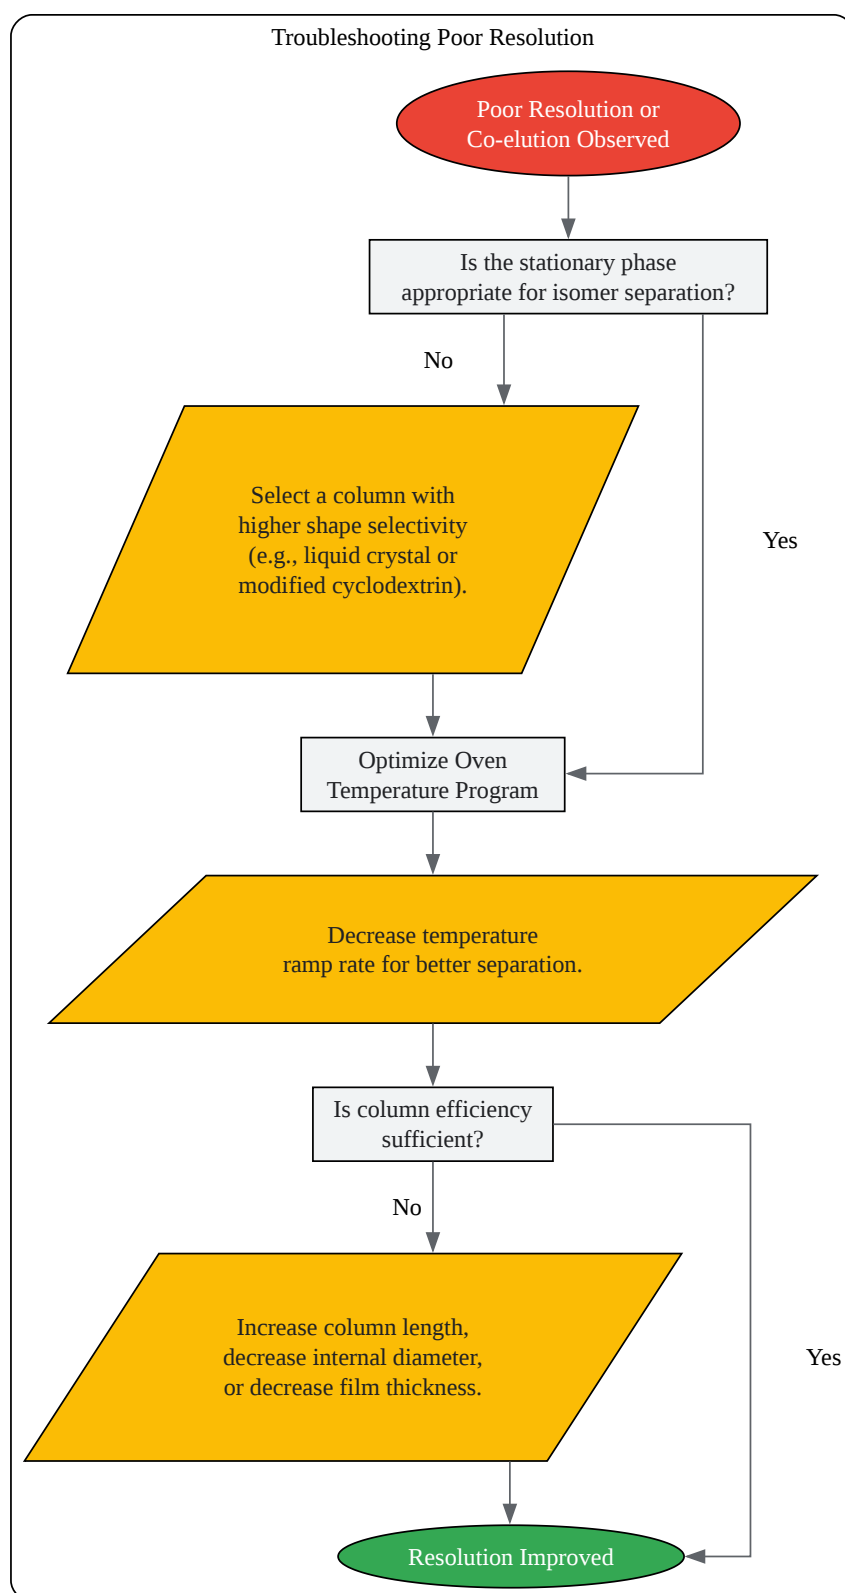 Troubleshooting Poor Resolution
Poor Resolution or
Co-elution Observed
Is the stationary phase
appropriate for isomer separation?
No
Select a column with
higher shape selectivity
(e.g., liquid crystal or
modified cyclodextrin).
Yes
Optimize Oven
Temperature Program
Decrease temperature
ramp rate for better separation.
Is column efficiency
sufficient?
No
Increase column length,
decrease internal diameter,
or decrease film thickness.
Yes
Resolution Improved